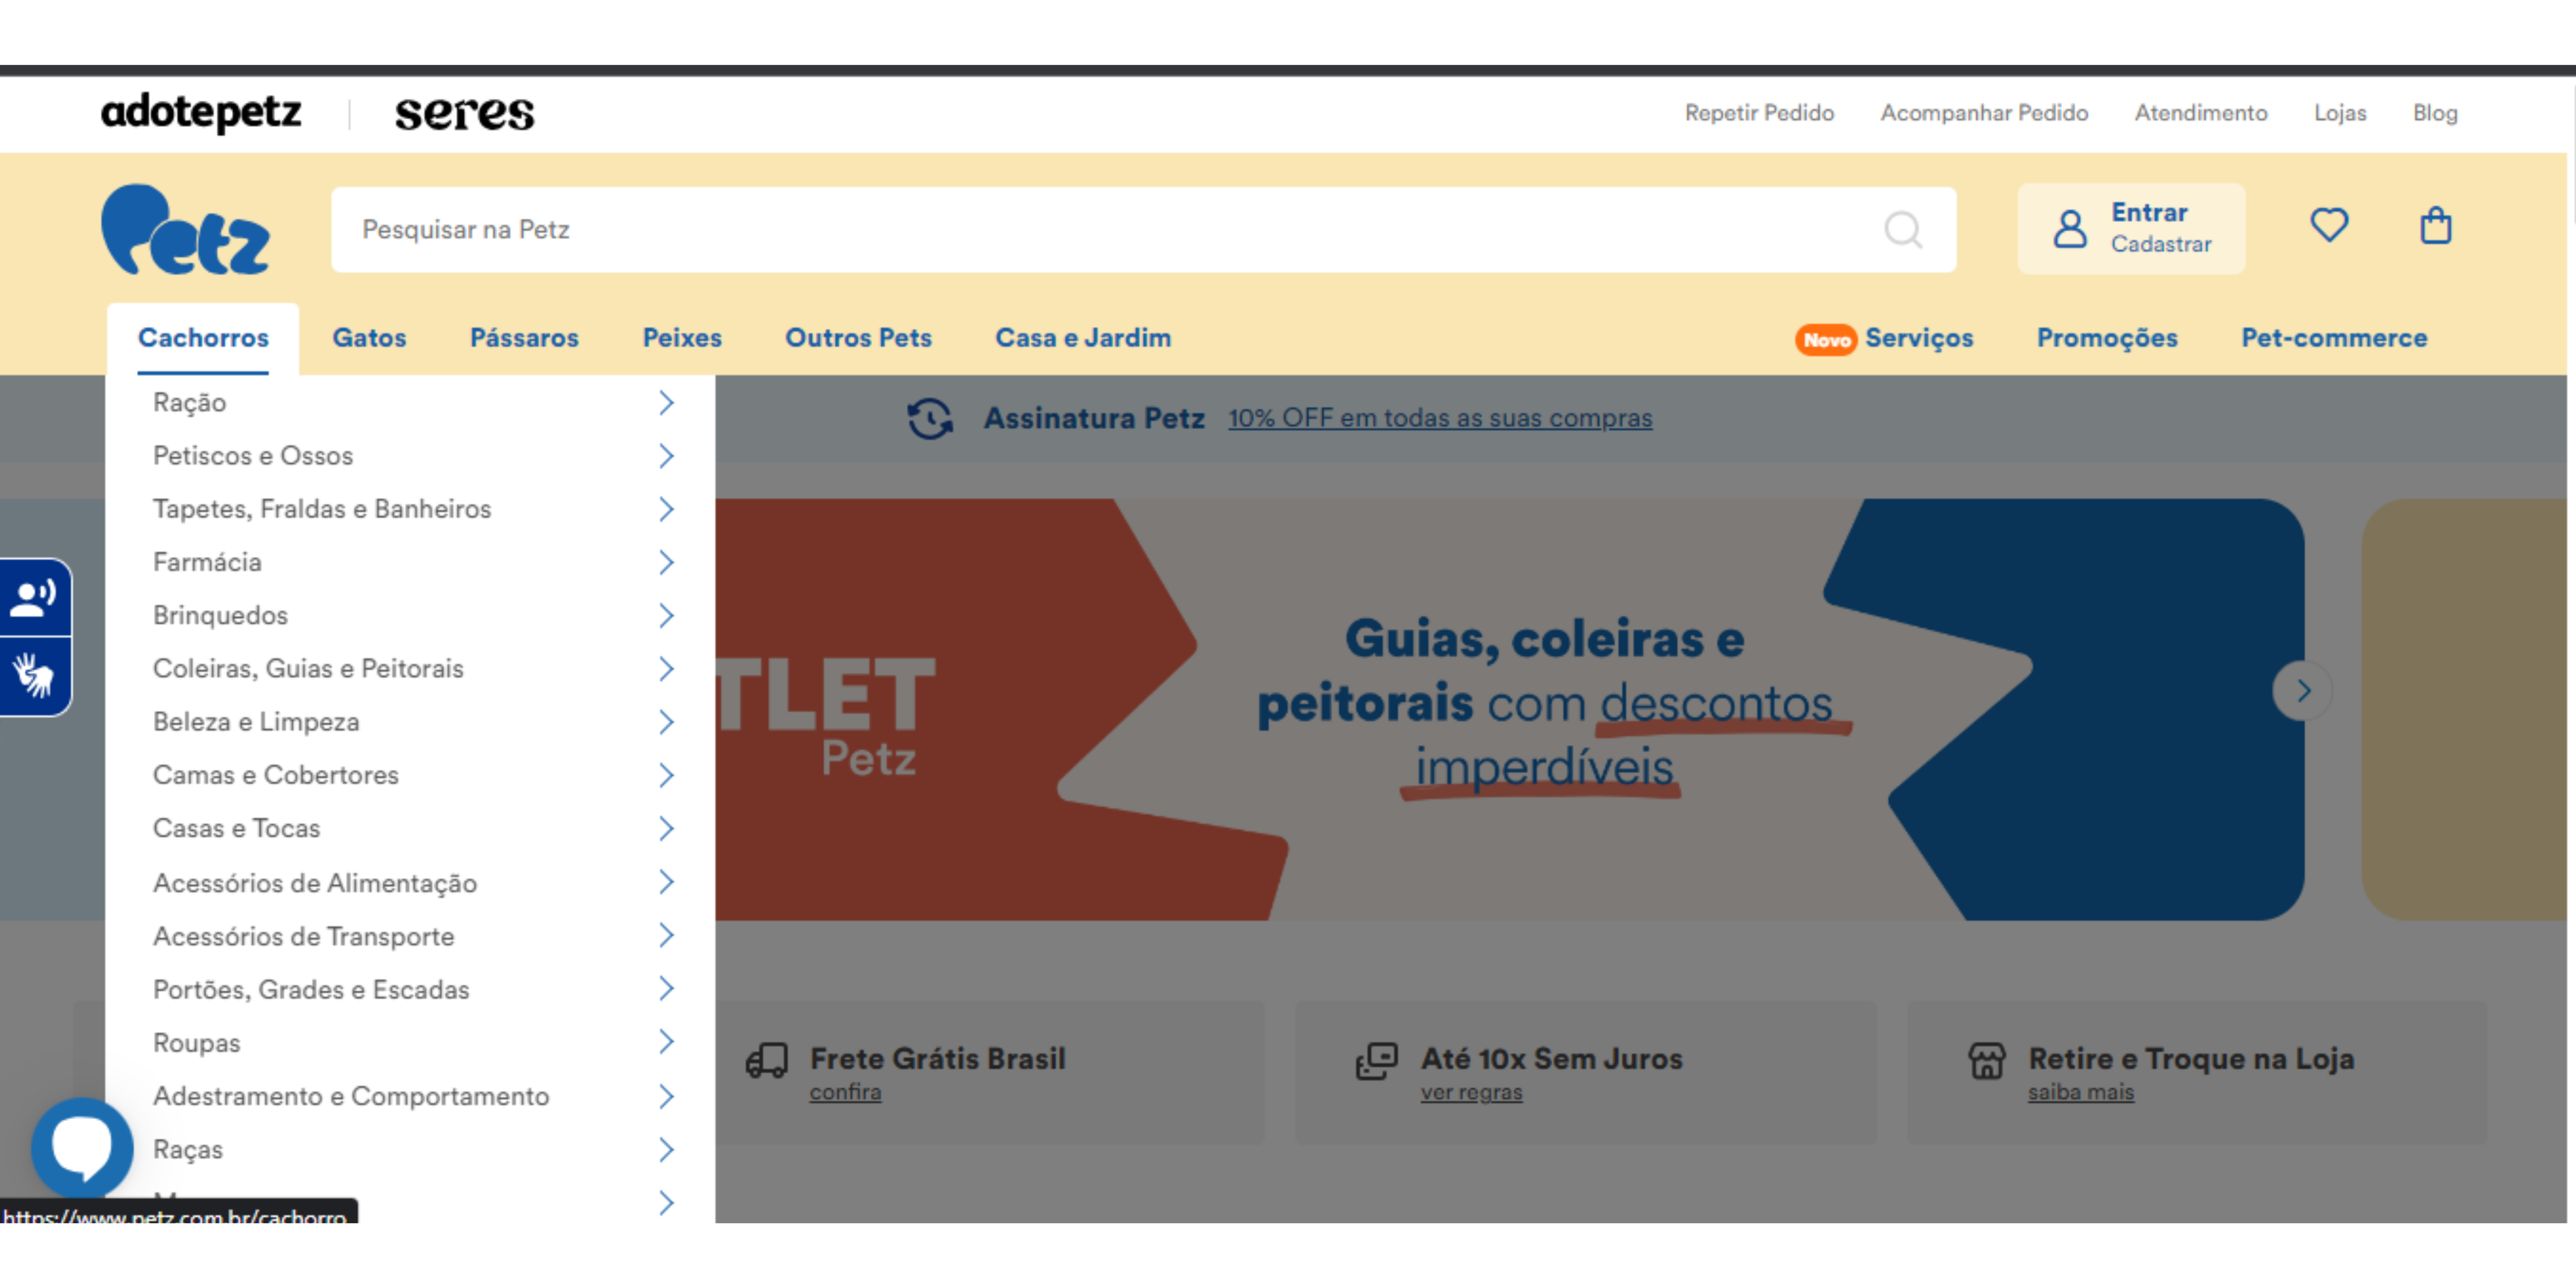 adotepetz
seres
Repetir Pedido
Acompanhar Pedido
Atendimento
Lojas
Blog
Petz
Pesquisar na Petz
Entrar
Cadastrar
Cachorros
Gatos
Pássaros
Peixes
Outros Pets
Casa e Jardim
Novo
Serviços
Promoções
Pet-commerce
Ração
Petiscos e Ossos
Tapetes, Fraldas e Banheiros
Farmácia
Brinquedos
Coleiras, Guias e Peitorais
Beleza e Limpeza
Camas e Cobertores
Casas e Tocas
Acessórios de Alimentação
Acessórios de Transporte
Portões, Grades e Escadas
Roupas
Adestramento e Comportamento
Raças
Assinatura Petz 10% OFF em todas as suas compras
TLET
Petz
Guias, coleiras e
peitorais com descontos
imperdíveis
Frete Grátis Brasil
confira
Até 10x Sem Juros
ver regras
Retire e Troque na Loja
saiba mais
https://www.petz.com.br/cachorro